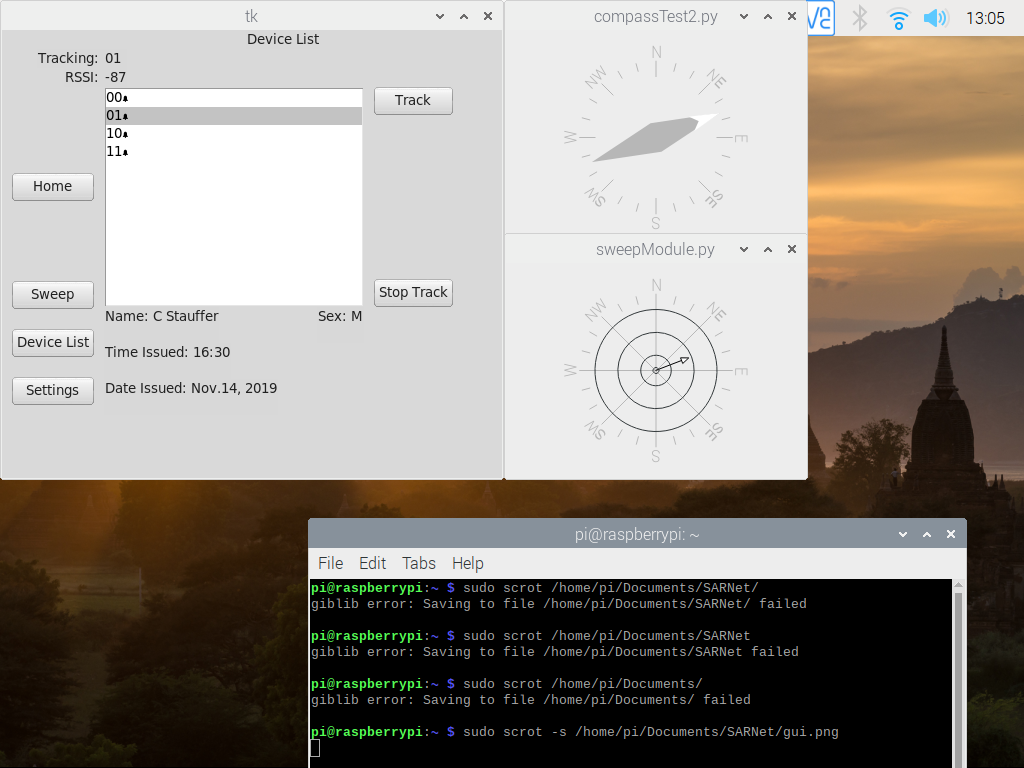 tk
Device List
Tracking: 01
RSSI: -87
00
01
10
11
Track
Home
Sweep
Stop Track
Device List
Settings
Name: C Stauffer
Sex: M
Time Issued: 16:30
Date Issued: Nov.14, 2019
compassTest2.py
N
NW
NE
W
E
SW
SE
S
sweepModule.py
N
NW
NE
W
E
SW
SE
S
13:05
pi@raspberrypi: ~
File Edit Tabs Help
pi@raspberrypi:~ $ sudo scrot /home/pi/Documents/SARNet/
giblib error: Saving to file /home/pi/Documents/SARNet/ failed
pi@raspberrypi:~ $ sudo scrot /home/pi/Documents/SARNet
giblib error: Saving to file /home/pi/Documents/SARNet failed
pi@raspberrypi:~ $ sudo scrot /home/pi/Documents/
giblib error: Saving to file /home/pi/Documents/ failed
pi@raspberrypi:~ $ sudo scrot -s /home/pi/Documents/SARNet/gui.png